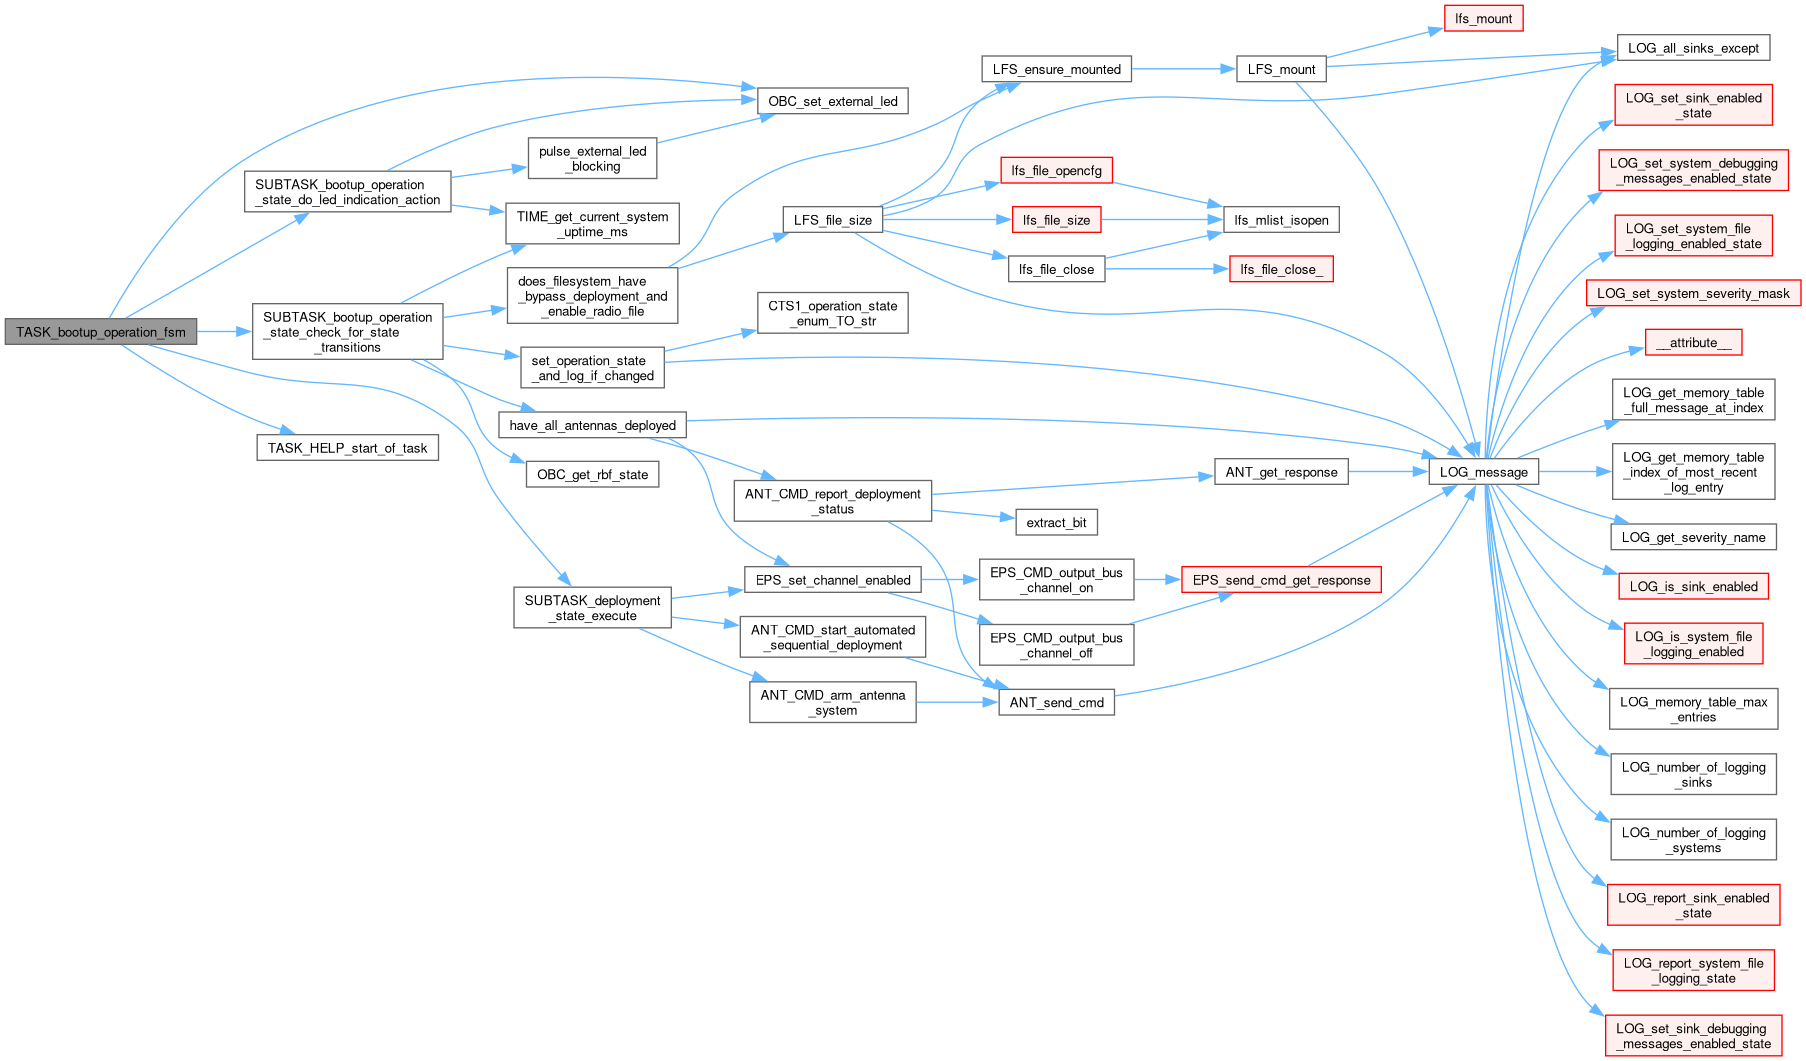 TASK_bootup_operation_fsm
SUBTASK_bootup_operation
_state_do_led_indication_action
SUBTASK_bootup_operation
_state_check_for_state
_transitions
TASK_HELP_start_of_task
OBC_set_external_led
pulse_external_led
_blocking
TIME_get_current_system
_uptime_ms
does_filesystem_have
_bypass_deployment_and
_enable_radio_file
set_operation_state
_and_log_if_changed
have_all_antennas_deployed
OBC_get_rbf_state
SUBTASK_deployment
_state_execute
LFS_file_size
CTS1_operation_state
_enum_TO_str
ANT_CMD_report_deployment
_status
EPS_set_channel_enabled
ANT_CMD_start_automated
_sequential_deployment
ANT_CMD_arm_antenna
_system
LFS_ensure_mounted
lfs_file_opencfg
lfs_file_size
lfs_file_close
extract_bit
EPS_CMD_output_bus
_channel_on
EPS_CMD_output_bus
_channel_off
ANT_send_cmd
LFS_mount
lfs_mlist_isopen
lfs_file_close_
ANT_get_response
EPS_send_cmd_get_response
lfs_mount
LOG_message
LOG_all_sinks_except
LOG_set_sink_enabled
_state
LOG_set_system_debugging
_messages_enabled_state
LOG_set_system_file
_logging_enabled_state
LOG_set_system_severity_mask
__attribute__
LOG_get_memory_table
_full_message_at_index
LOG_get_memory_table
_index_of_most_recent
_log_entry
LOG_get_severity_name
LOG_is_sink_enabled
LOG_is_system_file
_logging_enabled
LOG_memory_table_max
_entries
LOG_number_of_logging
_sinks
LOG_number_of_logging
_systems
LOG_report_sink_enabled
_state
LOG_report_system_file
_logging_state
LOG_set_sink_debugging
_messages_enabled_state